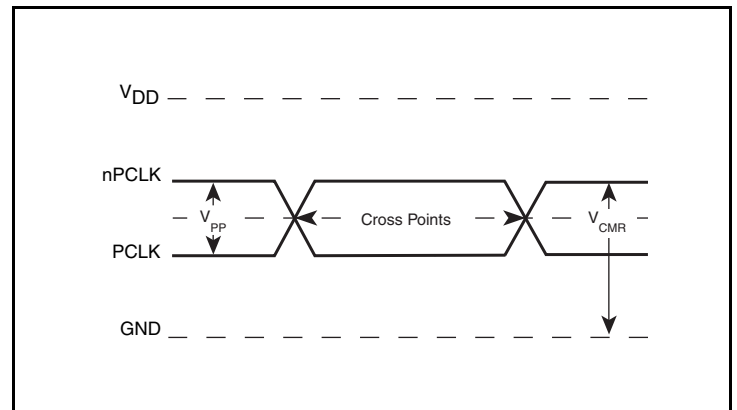 VDD
nPCLK
VPP
Cross Points
VCMR
PCLK
GND